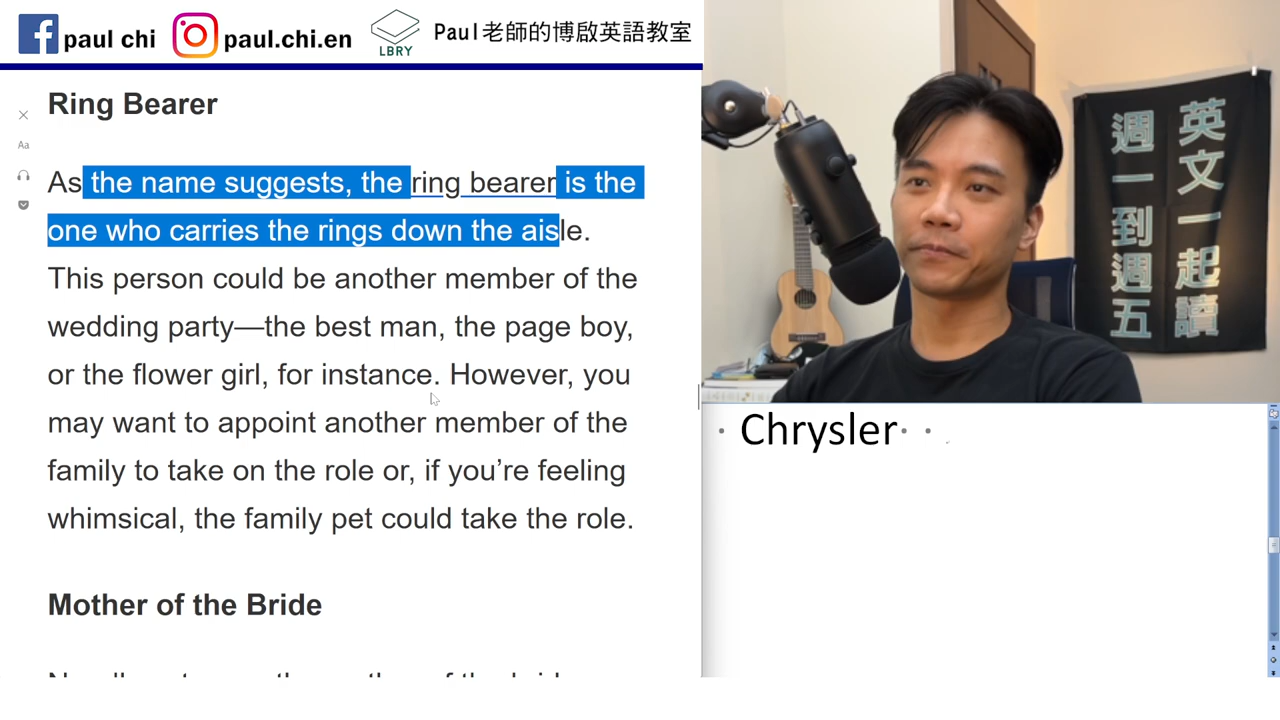 paul chi
paul.chi.en
LBRY
Paul老師的博啟英語教室
Ring Bearer
Aa
As the name suggests, the ring bearer is the
one who carries the rings down the aisle.
This person could be another member of the
wedding party—the best man, the page boy,
or the flower girl, for instance. However, you
may want to appoint another member of the
family to take on the role or, if you’re feeling
whimsical, the family pet could take the role.
Mother of the Bride
英文一起讀
週一到週五
Chrysler